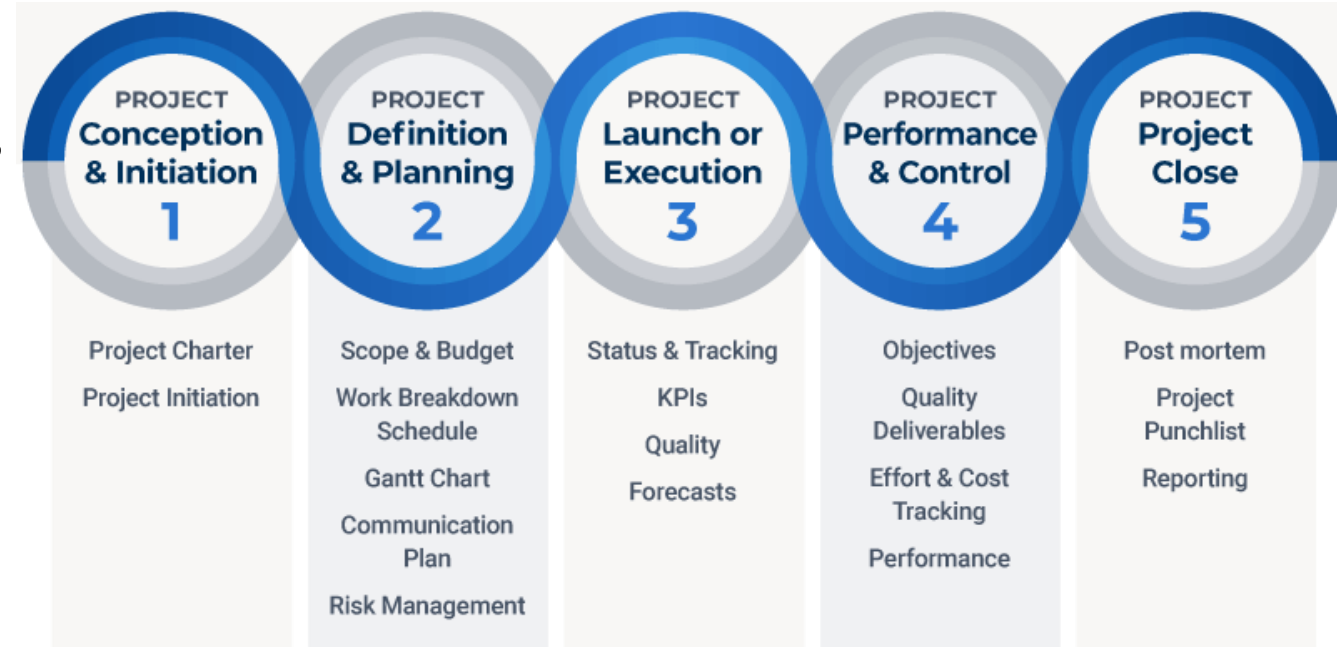 PROJECT
Conception
& Initiation
1
Project Charter
Project Initiation
PROJECT
Definition
& Planning
2
Scope & Budget
Work Breakdown
Schedule
Gantt Chart
Communication
Plan
Risk Management
PROJECT
Launch or
Execution
3
Status & Tracking
KPIs
Quality
Forecasts
PROJECT
Performance
& Control
4
Objectives
Quality
Deliverables
Effort & Cost
Tracking
Performance
PROJECT
Project
Close
5
Post mortem
Project
Punchlist
Reporting